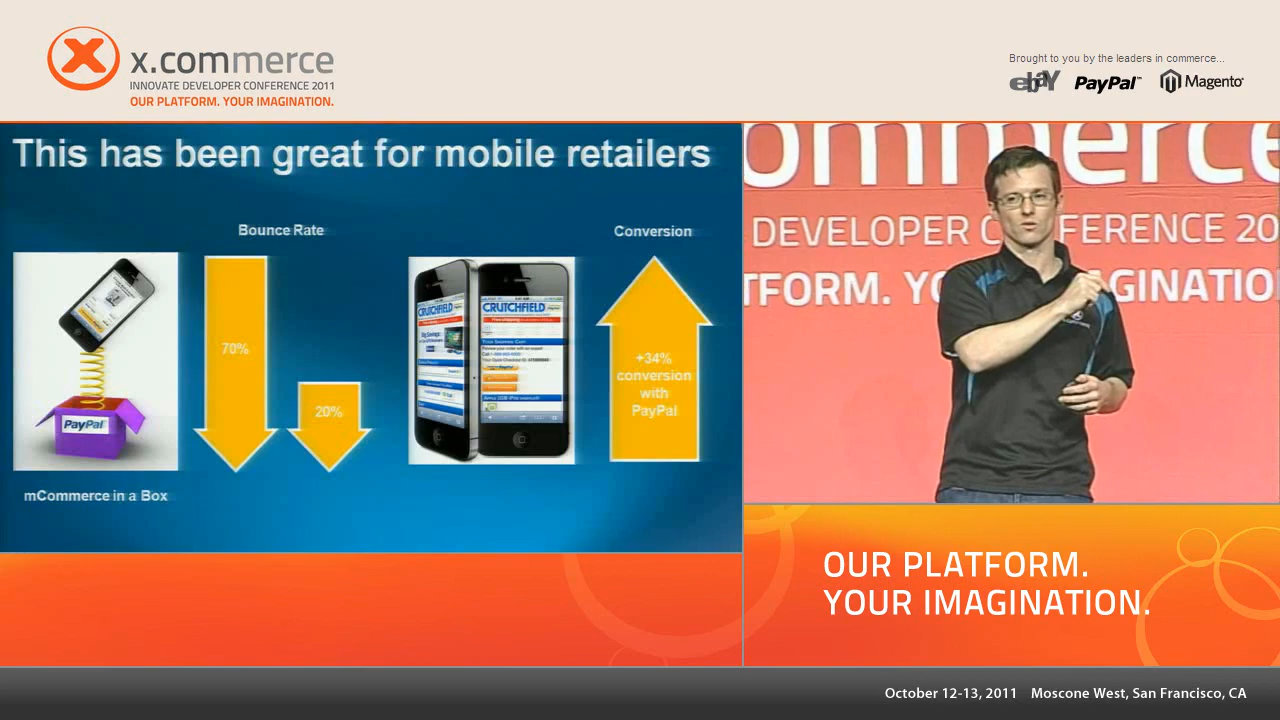 x.commerce
INNOVATE DEVELOPER CONFERENCE 2011
OUR PLATFORM. YOUR IMAGINATION.
Brought to you by the leaders in commerce...
ebaY PayPal™ Magento®
This has been great for mobile retailers
Bounce Rate
Conversion
70%
20%
+34%
conversion
with
PayPal
PayPal
mCommerce in a Box
CRUTCHFIELD
CRUTCHFIELD
ommerce
DEVELOPER C FERENCE 20
TFORM. YO GINATIO
OUR PLATFORM.
YOUR IMAGINATION.
October 12-13, 2011 Moscone West, San Francisco, CA